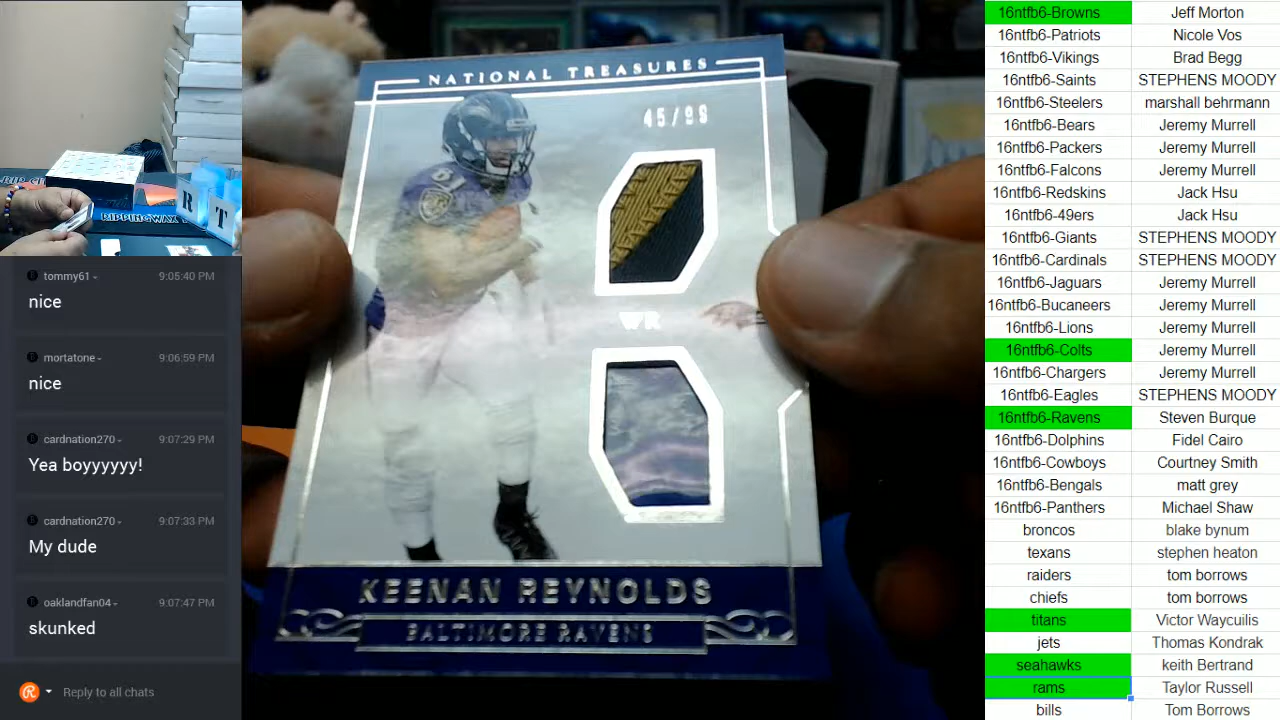 tommy61 9:05:40 PM
nice
mortatone 9:06:59 PM
nice
cardnation270 9:07:29 PM
Yea boyyyyyy!
cardnation270 9:07:33 PM
My dude
oaklandfan04 9:07:47 PM
skunked
Reply to all chats
RIPPINGWAX
R
T
NATIONAL TREASURES
45/99
81
WR
KEENAN REYNOLDS
BALTIMORE RAVENS
16ntfb6-Browns Jeff Morton
16ntfb6-Patriots Nicole Vos
16ntfb6-Vikings Brad Begg
16ntfb6-Saints STEPHENS MOODY
16ntfb6-Steelers marshall behrmann
16ntfb6-Bears Jeremy Murrell
16ntfb6-Packers Jeremy Murrell
16ntfb6-Falcons Jeremy Murrell
16ntfb6-Redskins Jack Hsu
16ntfb6-49ers Jack Hsu
16ntfb6-Giants STEPHENS MOODY
16ntfb6-Cardinals STEPHENS MOODY
16ntfb6-Jaguars Jeremy Murrell
16ntfb6-Bucaneers Jeremy Murrell
16ntfb6-Lions Jeremy Murrell
16ntfb6-Colts Jeremy Murrell
16ntfb6-Chargers Jeremy Murrell
16ntfb6-Eagles STEPHENS MOODY
16ntfb6-Ravens Steven Burque
16ntfb6-Dolphins Fidel Cairo
16ntfb6-Cowboys Courtney Smith
16ntfb6-Bengals matt grey
16ntfb6-Panthers Michael Shaw
broncos blake bynum
texans stephen heaton
raiders tom borrows
chiefs tom borrows
titans Victor Waycuilis
jets Thomas Kondrak
seahawks keith Bertrand
rams Taylor Russell
bills Tom Borrows